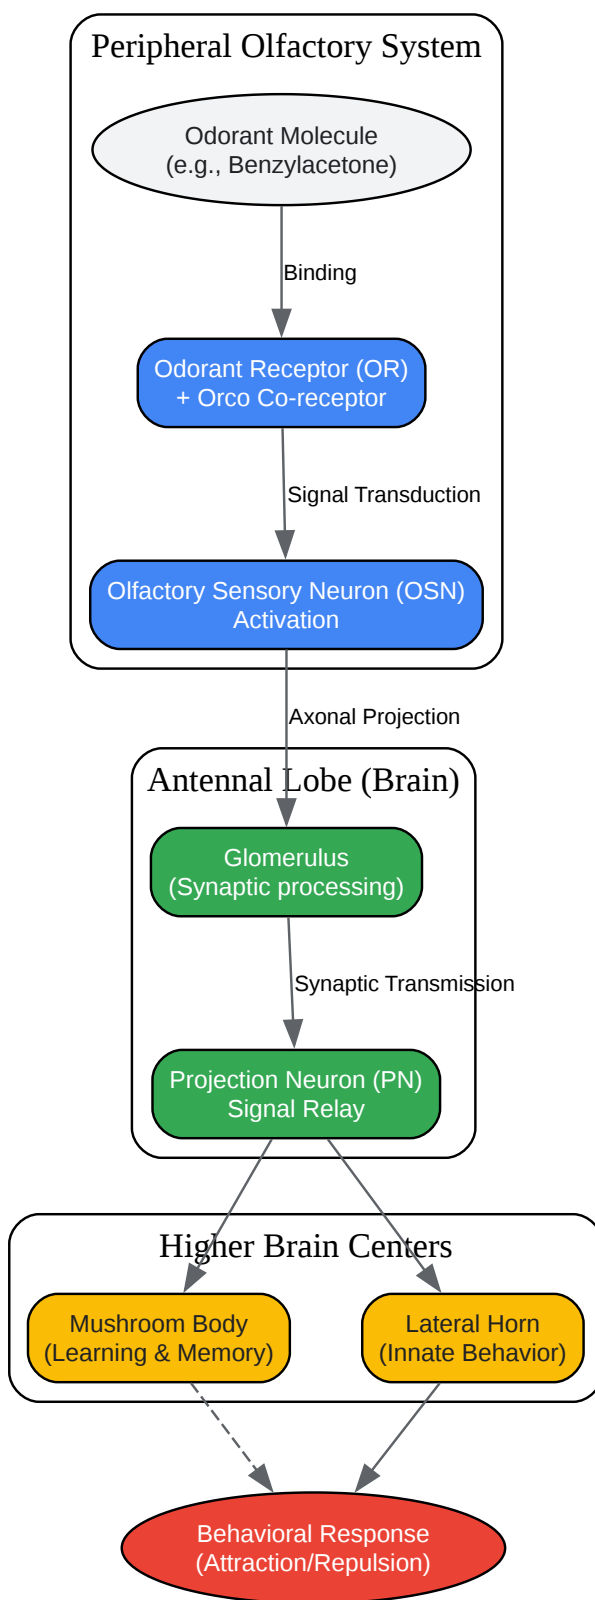 Peripheral Olfactory System
Odorant Molecule
(e.g., Benzylacetone)
Binding
Odorant Receptor (OR)
+ Orco Co-receptor
Signal Transduction
Olfactory Sensory Neuron (OSN)
Activation
Axonal Projection
Antennal Lobe (Brain)
Glomerulus
(Synaptic processing)
Synaptic Transmission
Projection Neuron (PN)
Signal Relay
Higher Brain Centers
Mushroom Body
(Learning & Memory)
Lateral Horn
(Innate Behavior)
Behavioral Response
(Attraction/Repulsion)